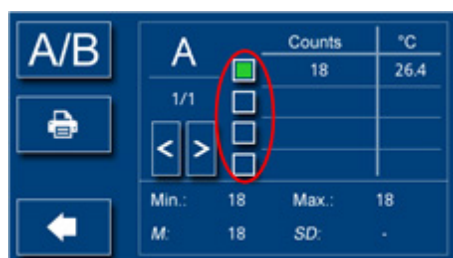 A/B
A
Counts °C
18 26.4
1/1
< >
Min.: 18 Max.: 18
M: 18 SD: -